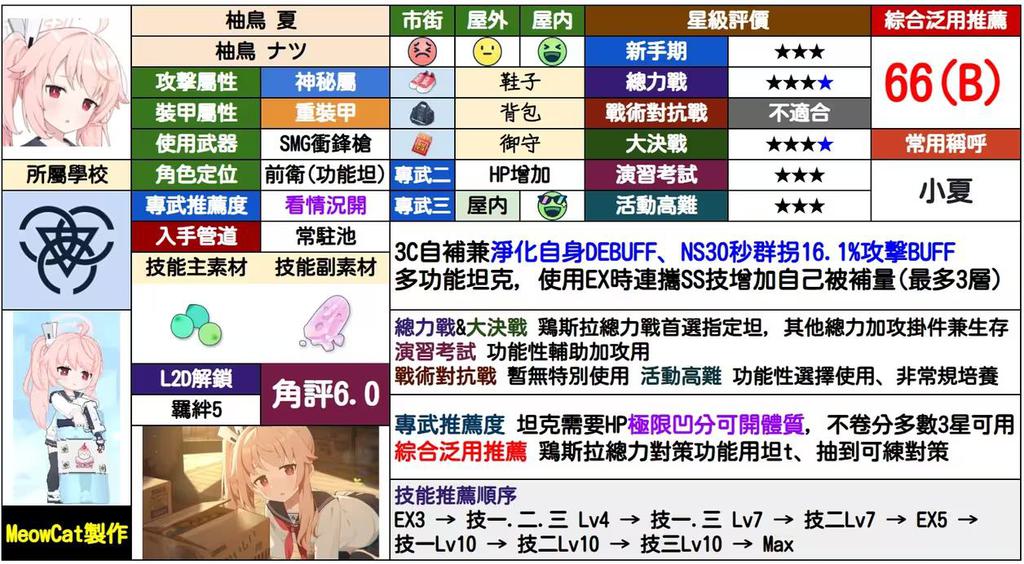 柚鳥 夏
市街 屋外 屋內
星級評價
綜合泛用推薦
柚鳥 ナツ
新手期 ★★★
66(B)
攻擊屬性 神秘屬
鞋子
總力戰 ★★★★
裝甲屬性 重裝甲
背包
戰術對抗戰 不適合
使用武器 SMG衝鋒槍
御守
大決戰 ★★★★
常用稱呼
所屬學校
角色定位 前衛(功能坦)
專武二 HP增加
演習考試 ★★★
小夏
專武推薦度 看情況開
專武三 屋內
活動高難 ★★★
入手管道 常駐池
3C自補兼淨化自身DEBUFF、NS30秒群拐16.1%攻擊BUFF
多功能坦克, 使用EX時連攜SS技增加自己被補量(最多3層)
技能主素材 技能副素材
總力戰&大決戰 鶏斯拉總力戰首選指定坦, 其他總力加攻掛件兼生存
演習考試 功能性輔助加攻用
戰術對抗戰 暫無特別使用 活動高難 功能性選擇使用、非常規培養
L2D解鎖
羈絆5
角評6.0
專武推薦度 坦克需要HP極限凹分可開體質, 不卷分多數3星可用
綜合泛用推薦 鶏斯拉總力對策功能用坦t、抽到可練對策
技能推薦順序
EX3 → 技一.二.三 Lv4 → 技一.三 Lv7 → 技二Lv7 → EX5 →
技一Lv10 → 技二Lv10 → 技三Lv10 → Max
MeowCat製作